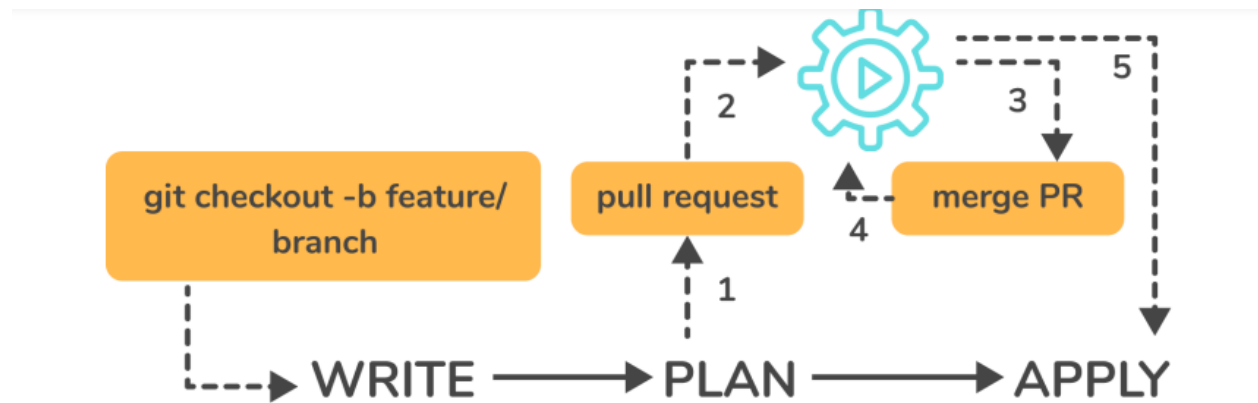 5
2
3
git checkout -b feature/
branch
pull request
merge PR
4
1
WRITE
PLAN
APPLY